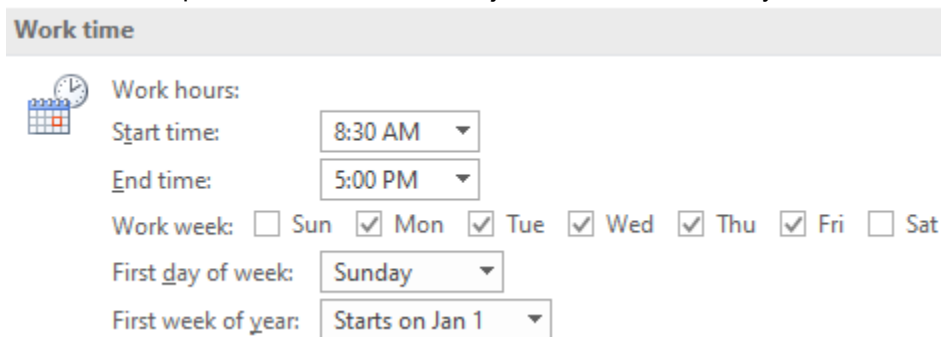 Work time
Work hours:
Start time: 8:30 AM
End time: 5:00 PM
Work week: Sun Mon Tue Wed Thu Fri Sat
First day of week: Sunday
First week of year: Starts on Jan 1